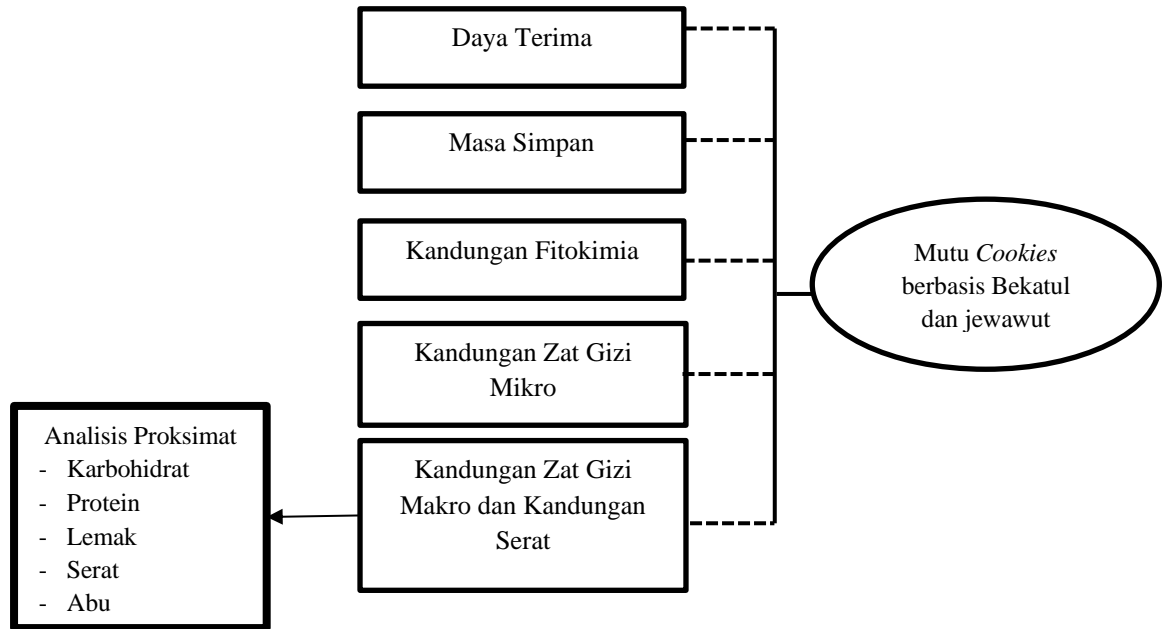 Daya Terima
Masa Simpan
Kandungan Fitokimia
Kandungan Zat Gizi
Mikro
Kandungan Zat Gizi
Makro dan Kandungan
Serat
Mutu Cookies
berbasis Bekatul
dan jewawut
Analisis Proksimat
- Karbohidrat
- Protein
- Lemak
- Serat
- Abu